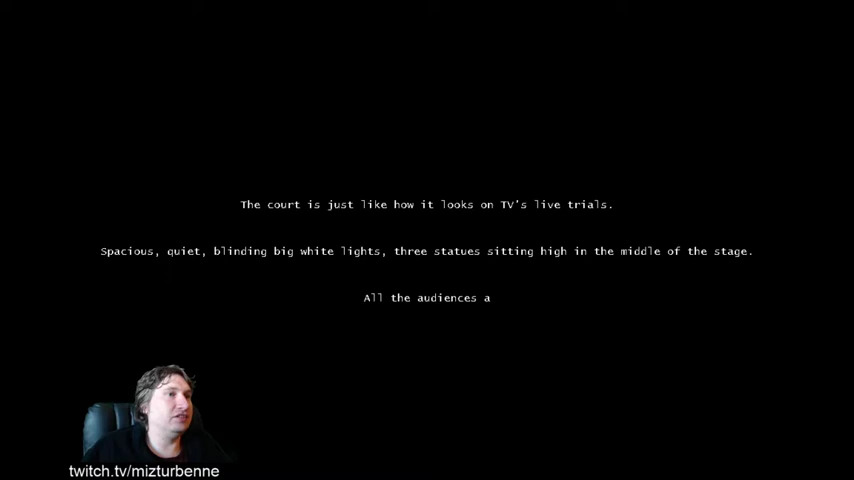 The court is just like how it looks on TV's live trials.
Spacious, quiet, blinding big white lights, three statues sitting high in the middle of the stage.
All the audiences a
twitch.tv/mizturbenne